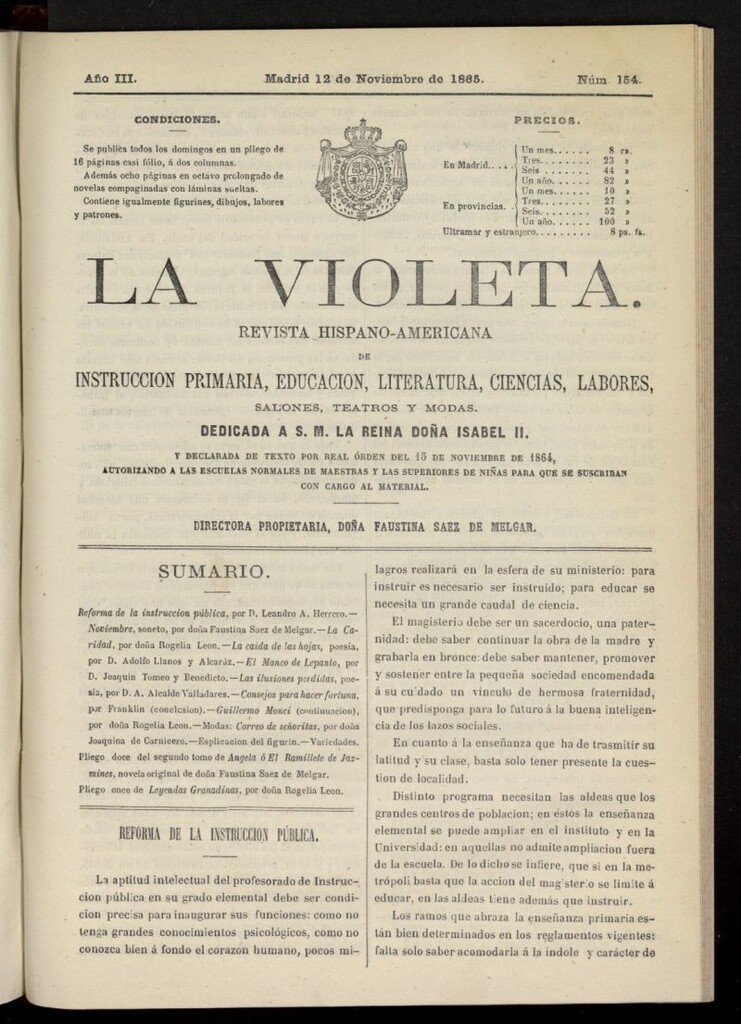 Año III.
Madrid 12 de Noviembre de 1865.
Núm. 154.
CONDICIONES.
Se publica todos los domingos en un pliego de
16 páginas casi fólio, á dos columnas.
Además ocho páginas en octavo prolongado de
novelas compaginadas con láminas sueltas.
Contiene igualmente figurines, dibujos, labores
y patrones.
PRECIOS.
En Madrid....
Un mes...... 8 rs.
Tres....... 23 »
Seis ...... 44 »
Un año..... 82 »
En provincias. .
Un mes..... 10 »
Tres....... 27 »
Seis....... 52 »
Un año..... 100 »
Ultramar y estranjero......... 8 ps. fs.
LA VIOLETA.
REVISTA HISPANO-AMERICANA
DE
INSTRUCCION PRIMARIA, EDUCACION, LITERATURA, CIENCIAS, LABORES,
SALONES, TEATROS Y MODAS.
DEDICADA A S. M. LA REINA DOÑA ISABEL II.
Y DECLARADA DE TEXTO POR REAL ÓRDEN DEL 13 DE NOVIEMBRE DE 1864,
AUTORIZANDO A LAS ESCUELAS NORMALES DE MAESTRAS Y LAS SUPERIORES DE NIÑAS PARA QUE SE SUSCRIBAN
CON CARGO AL MATERIAL.
DIRECTORA PROPIETARIA, DOÑA FAUSTINA SAEZ DE MELGAR.
SUMARIO.
Reforma de la instruccion pública, por D. Leandro A. Herrero.—
Noviembre, soneto, por doña Faustina Saez de Melgar.—La Ca-
ridad, por doña Rogelia Leon.—La caida de las hojas, poesía,
por D. Adolfo Llanos y Alcaráz.—El Manco de Lepanto, por
D. Joaquin Tomeo y Benedicto.—Las ilusiones perdidas, poe-
sía, por D. A. Alcalde Valladares.—Consejos para hacer fortuna,
por Franklin (conclusion).—Guillermo Monci (continuacion),
por doña Rogelia Leon.—Modas: Correo de señoritas, por doña
Joaquina de Carnicero.—Esplicacion del figurin.—Variedades.
Pliego doce del segundo tomo de Angela ó El Ramillete de Jaz-
mines, novela original de doña Faustina Saez de Melgar.
Pliego once de Leyendas Granadinas, por doña Rogelia Leon.
REFORMA DE LA INSTRUCCION PÚBLICA.
La aptitud intelectual del profesorado de Instruc-
cion pública en su grado elemental debe ser condi-
cion precisa para inaugurar sus funciones: como no
tenga grandes conocimientos psicológicos, como no
conozca bien á fondo el corazon humano, pocos mi-
lagros realizará en la esfera de su ministerio: para
instruir es necesario ser instruido; para educar se
necesita un grande caudal de ciencia.
El magisterio debe ser un sacerdocio, una pater-
nidad: debe saber continuar la obra de la madre y
grabarla en bronce: debe saber mantener, promover
y sostener entre la pequeña sociedad encomendada
á su cuidado un vínculo de hermosa fraternidad,
que predisponga para lo futuro á la buena inteligen-
cia de los lazos sociales.
En cuanto á la enseñanza que ha de trasmitir su
latitud y su clase, basta solo tener presente la cues-
tion de localidad.
Distinto programa necesitan las aldeas que los
grandes centros de poblacion; en estos la enseñanza
elemental se puede ampliar en el instituto y en la
Universidad: en aquellas no admite ampliacion fuera
de la escuela. De lo dicho se infiere, que si en la me-
trópoli basta que la accion del magisterio se limite á
educar, en las aldeas tiene además que instruir.
Los ramos que abraza la enseñanza primaria es-
tán bien determinados en los reglamentos vigentes:
falta solo saber acomodarla á la índole y carácter de